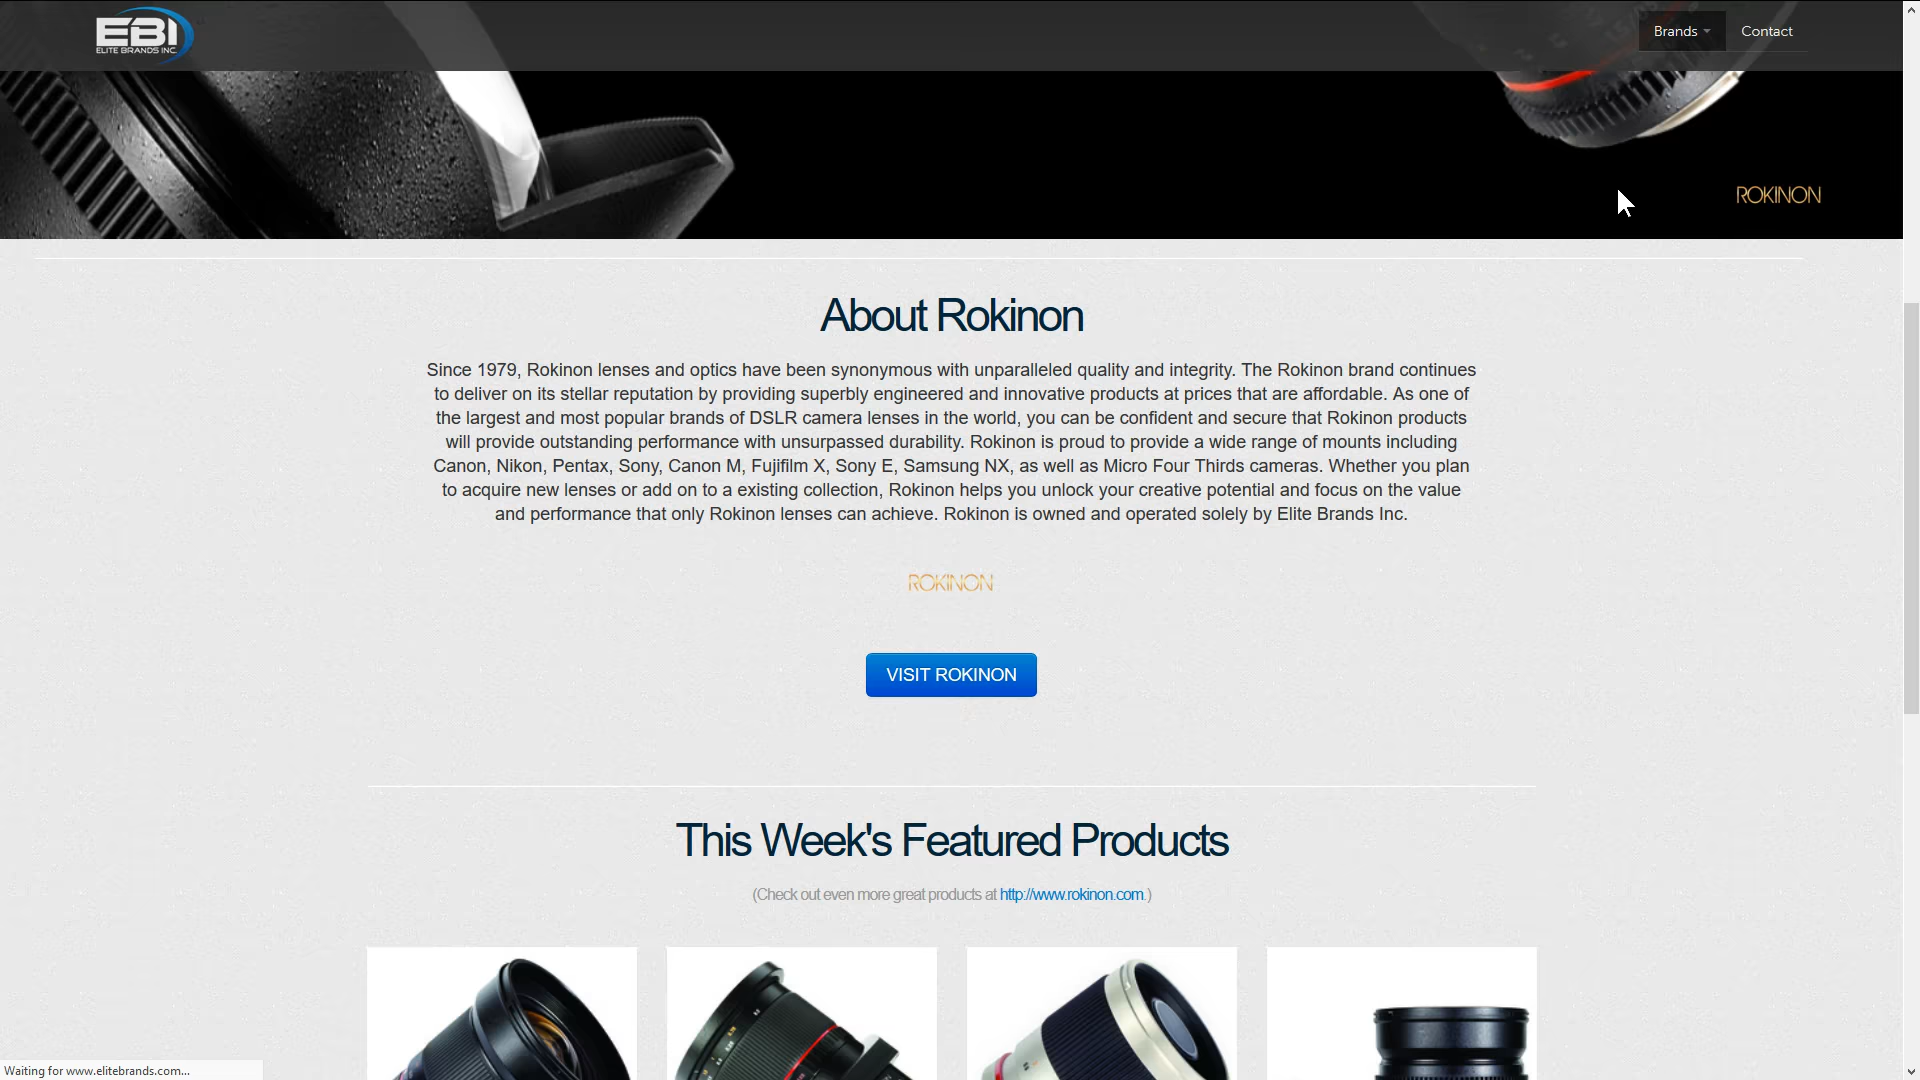 EBI
ELITE BRANDS INC.
Brands
Contact
ROKINON
About Rokinon
Since 1979, Rokinon lenses and optics have been synonymous with unparalleled quality and integrity. The Rokinon brand continues
to deliver on its stellar reputation by providing superbly engineered and innovative products at prices that are affordable. As one of
the largest and most popular brands of DSLR camera lenses in the world, you can be confident and secure that Rokinon products
will provide outstanding performance with unsurpassed durability. Rokinon is proud to provide a wide range of mounts including
Canon, Nikon, Pentax, Sony, Canon M, Fujifilm X, Sony E, Samsung NX, as well as Micro Four Thirds cameras. Whether you plan
to acquire new lenses or add on to a existing collection, Rokinon helps you unlock your creative potential and focus on the value
and performance that only Rokinon lenses can achieve. Rokinon is owned and operated solely by Elite Brands Inc.
ROKINON
VISIT ROKINON
This Week's Featured Products
(Check out even more great products at http://www.rokinon.com.)
Waiting for www.elitebrands.com...